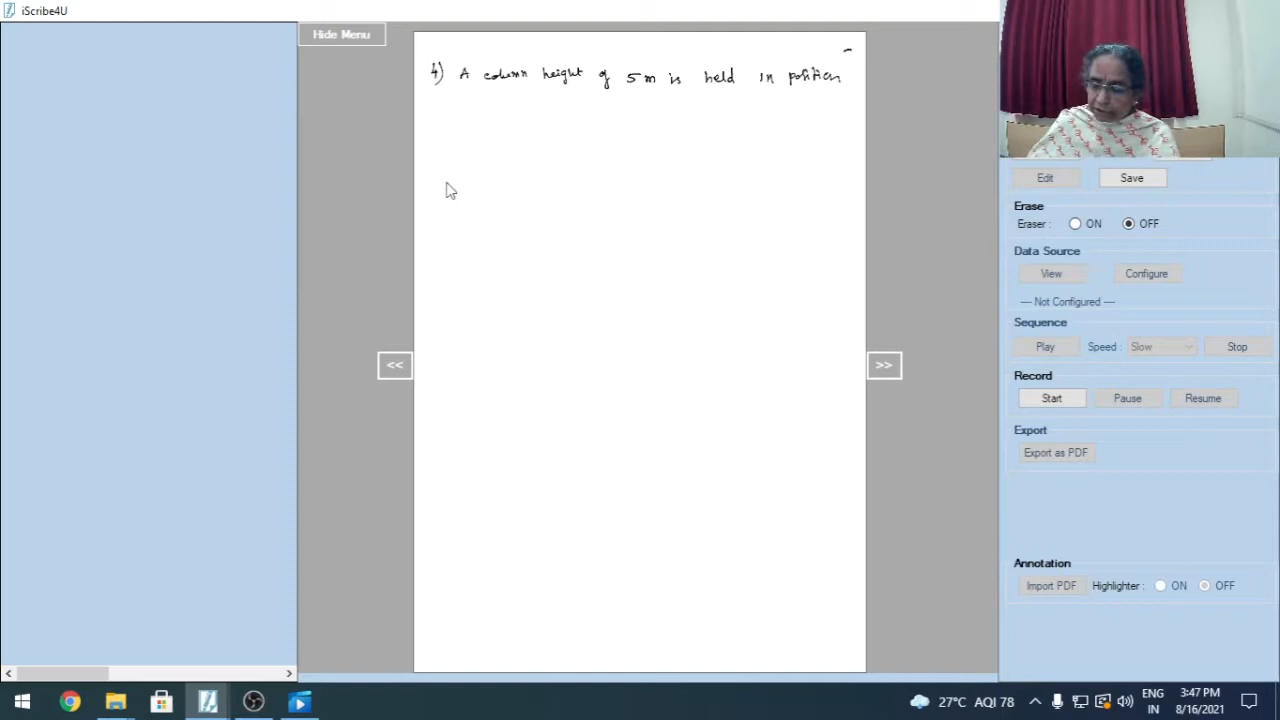 iScribe4U
Hide Menu
4) A column height of 5 m is held in position
Edit
Save
Erase
Eraser :
ON
OFF
Data Source
View
Configure
--- Not Configured ---
Sequence
Play
Speed :
Slow
Stop
Record
Start
Pause
Resume
<<
>>
Export
Export as PDF
Annotation
Import PDF
Highlighter :
ON
OFF
27°C AQI 78
ENG
IN
3:47 PM
8/16/2021